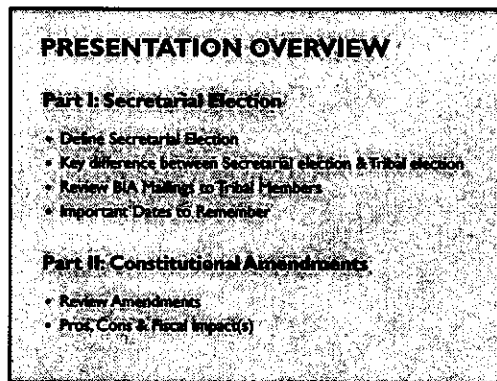 PRESENTATION OVERVIEW
Part I: Secretarial Election
• Define Secretarial Election
• Key difference between Secretarial election & Tribal election
• Review BIA Mailings to Tribal Members
• Important Dates to Remember
Part II: Constitutional Amendments
• Review Amendments
• Pros, Cons & Fiscal Impact(s)